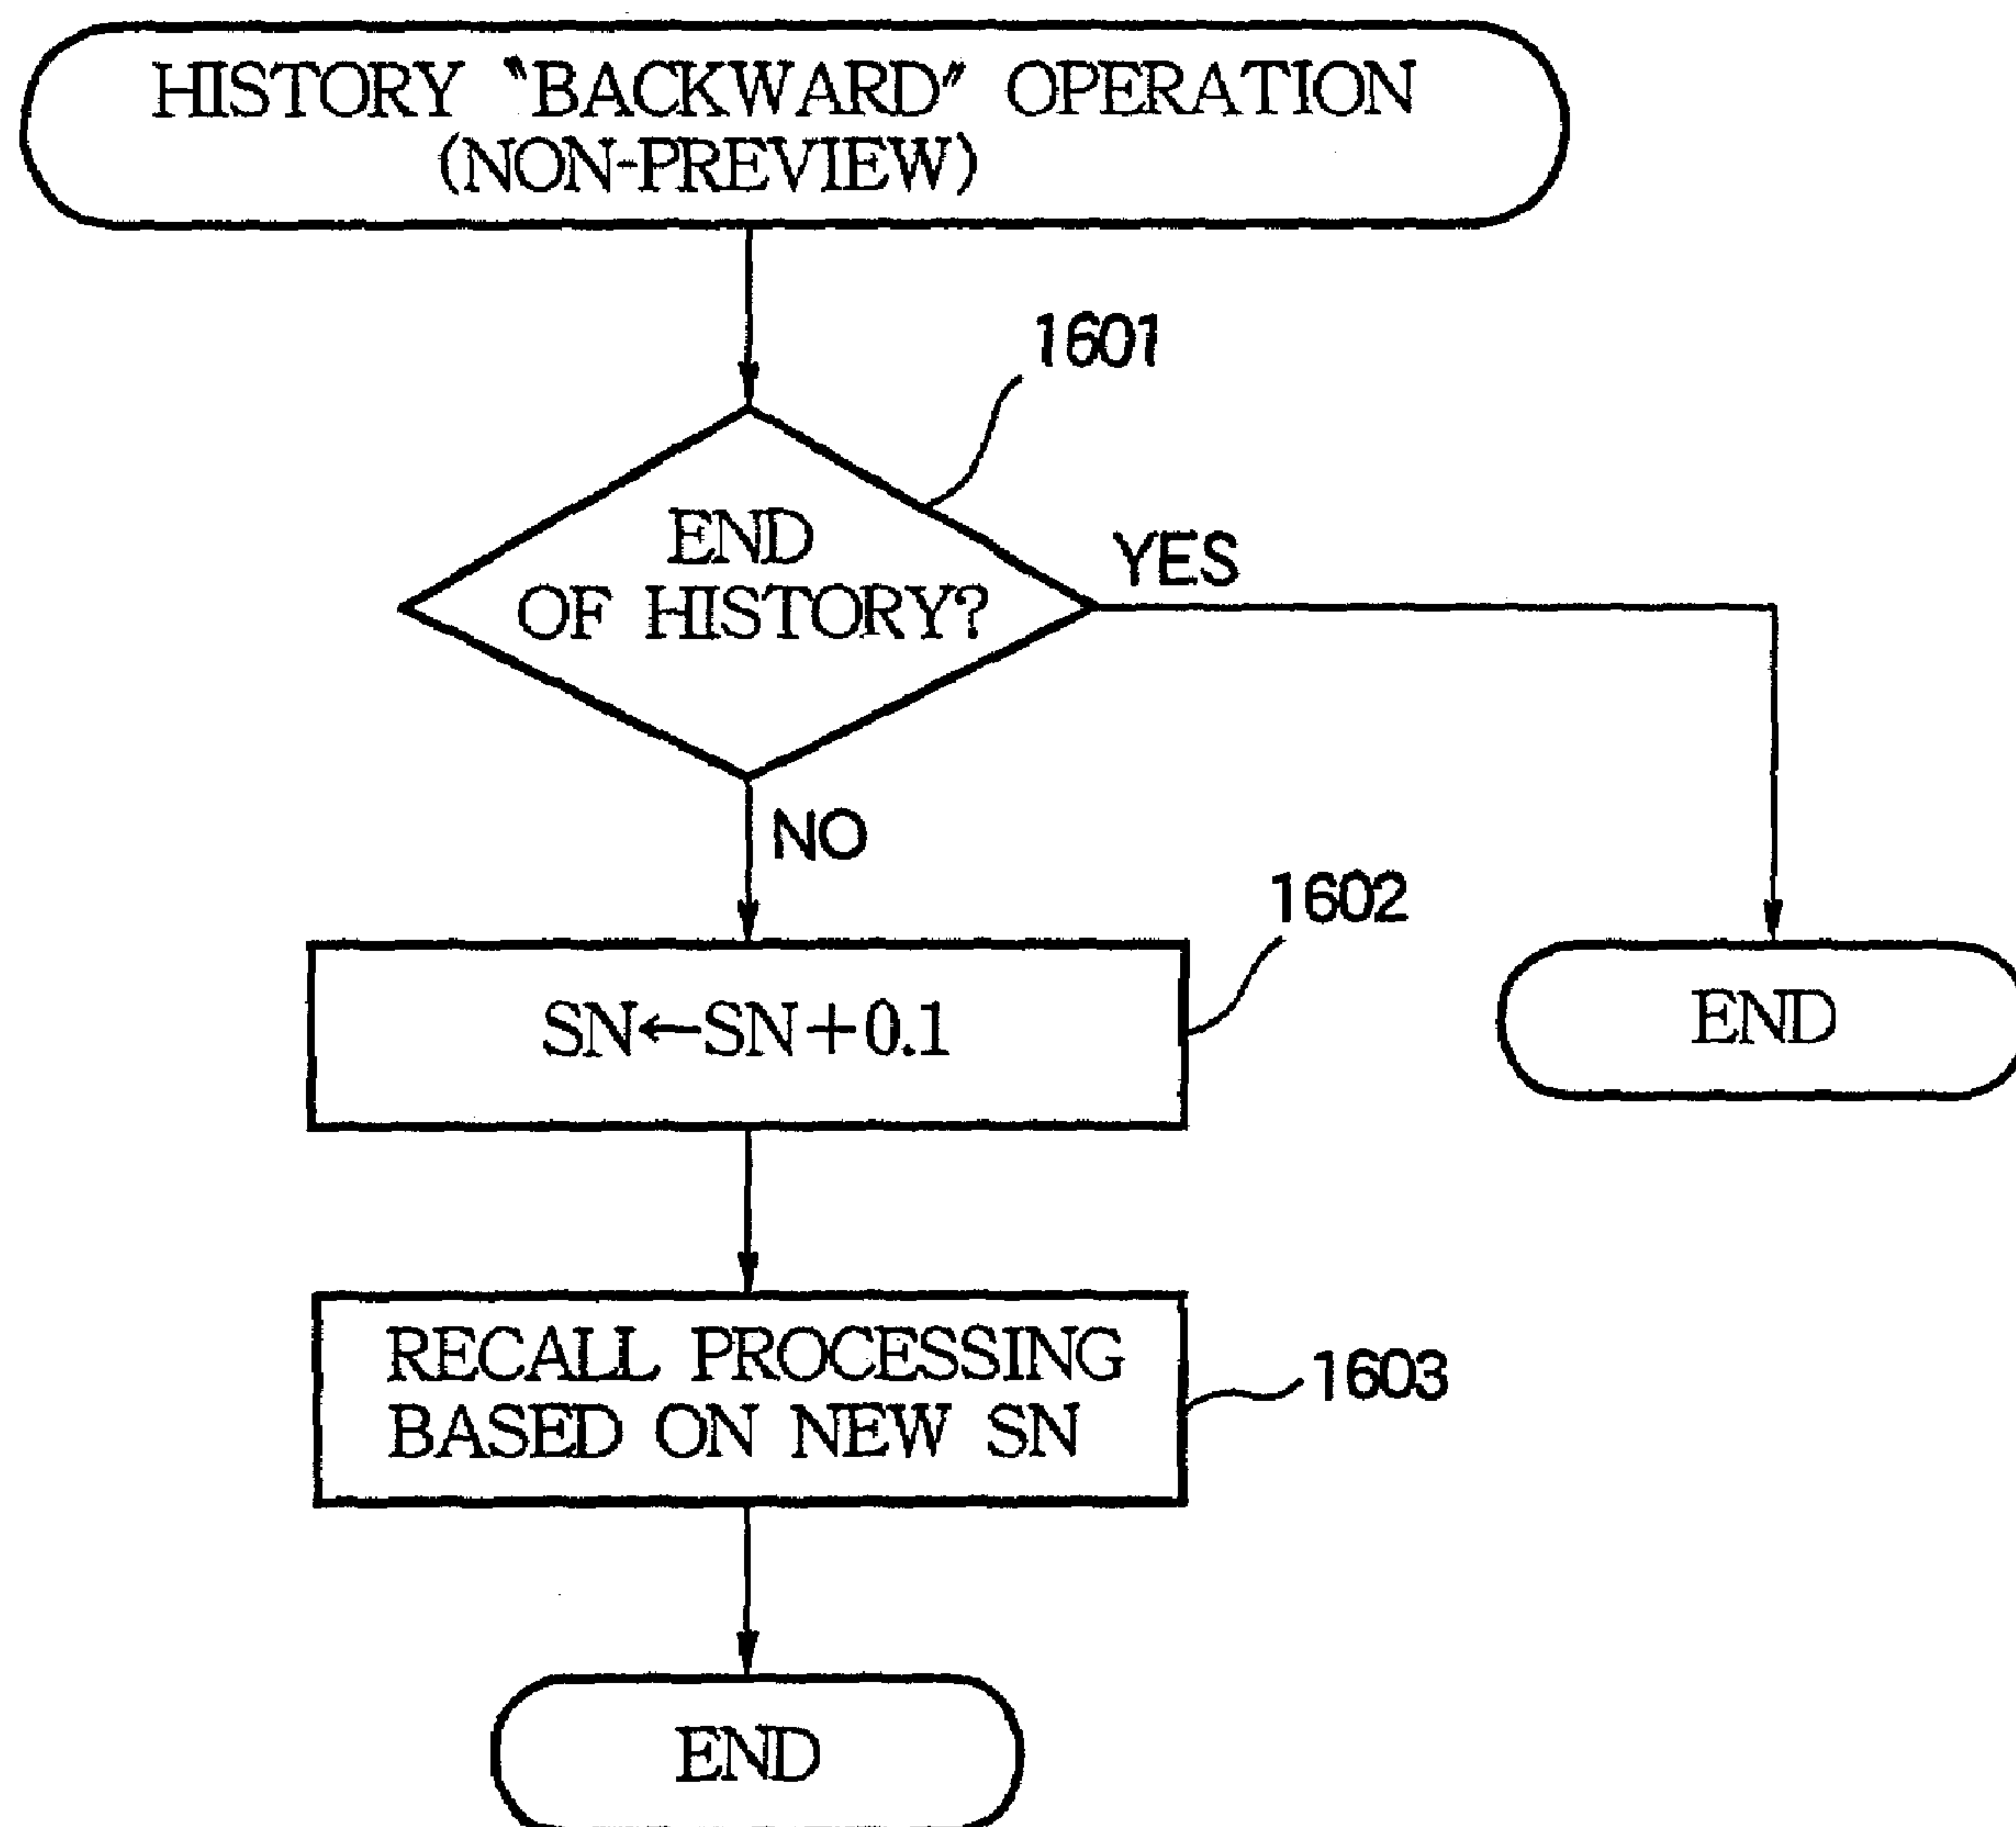 HISTORY "BACKWARD" OPERATION
(NON-PREVIEW)
1601
END
OF HISTORY?
YES
NO
1602
SN←SN+0.1
END
RECALL PROCESSING
BASED ON NEW SN
1603
END